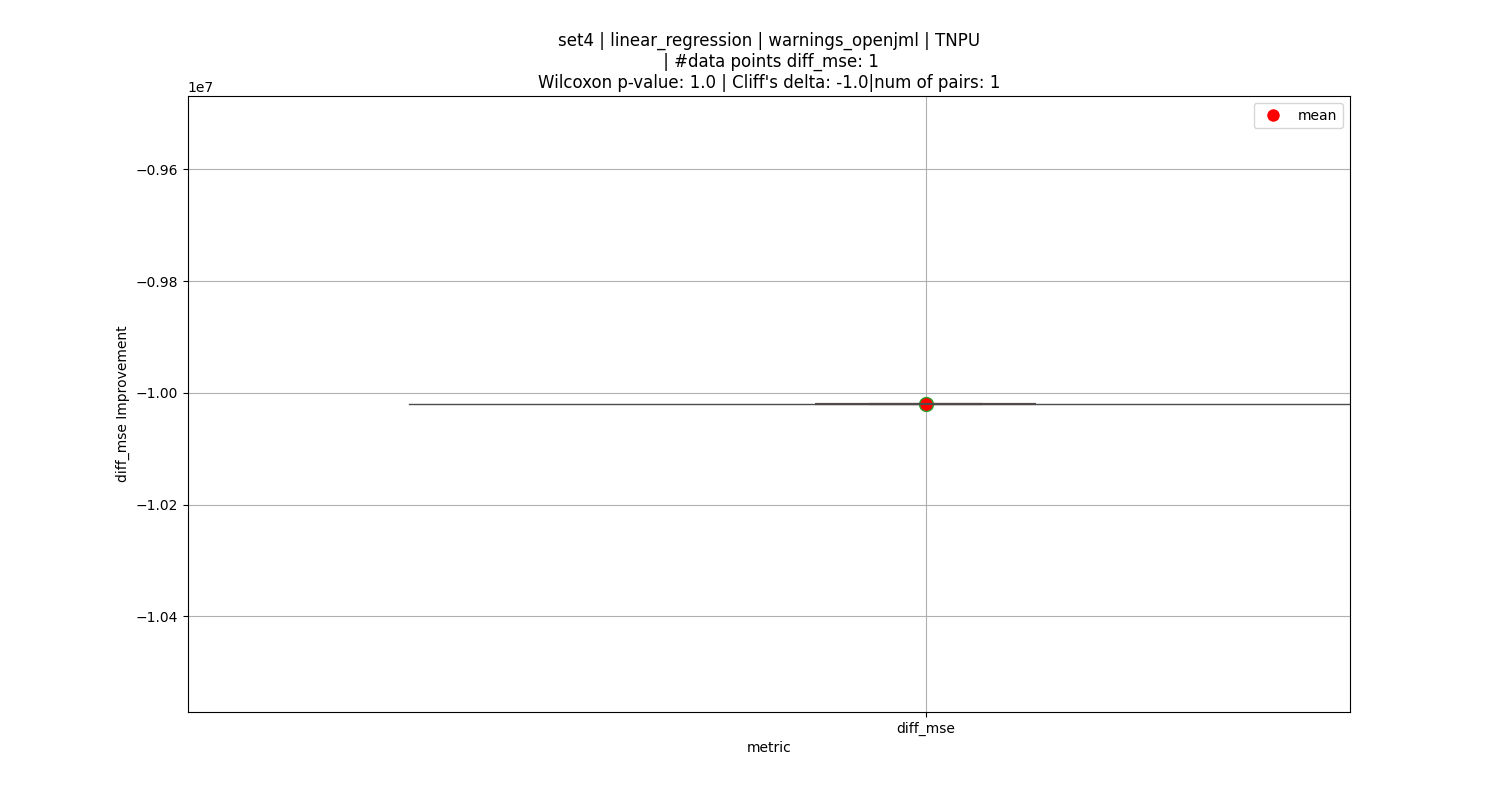 set4 | linear_regression | warnings_openjml | TNPU
| #data points diff_mse: 1
Wilcoxon p-value: 1.0 | Cliff's delta: -1.0|num of pairs: 1
1e7
mean
−0.96
−0.98
−1.00
−1.02
−1.04
diff_mse Improvement
diff_mse
metric